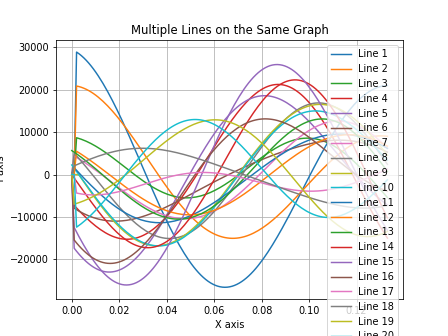 Multiple Lines on the Same Graph
30000
20000
10000
0
−10000
−20000
0.00
0.02
0.04
0.06
0.08
0.10
X axis
Line 1
Line 2
Line 3
Line 4
Line 5
Line 6
Line 7
Line 8
Line 9
Line 10
Line 11
Line 12
Line 13
Line 14
Line 15
Line 16
Line 17
Line 18
Line 19
Line 20